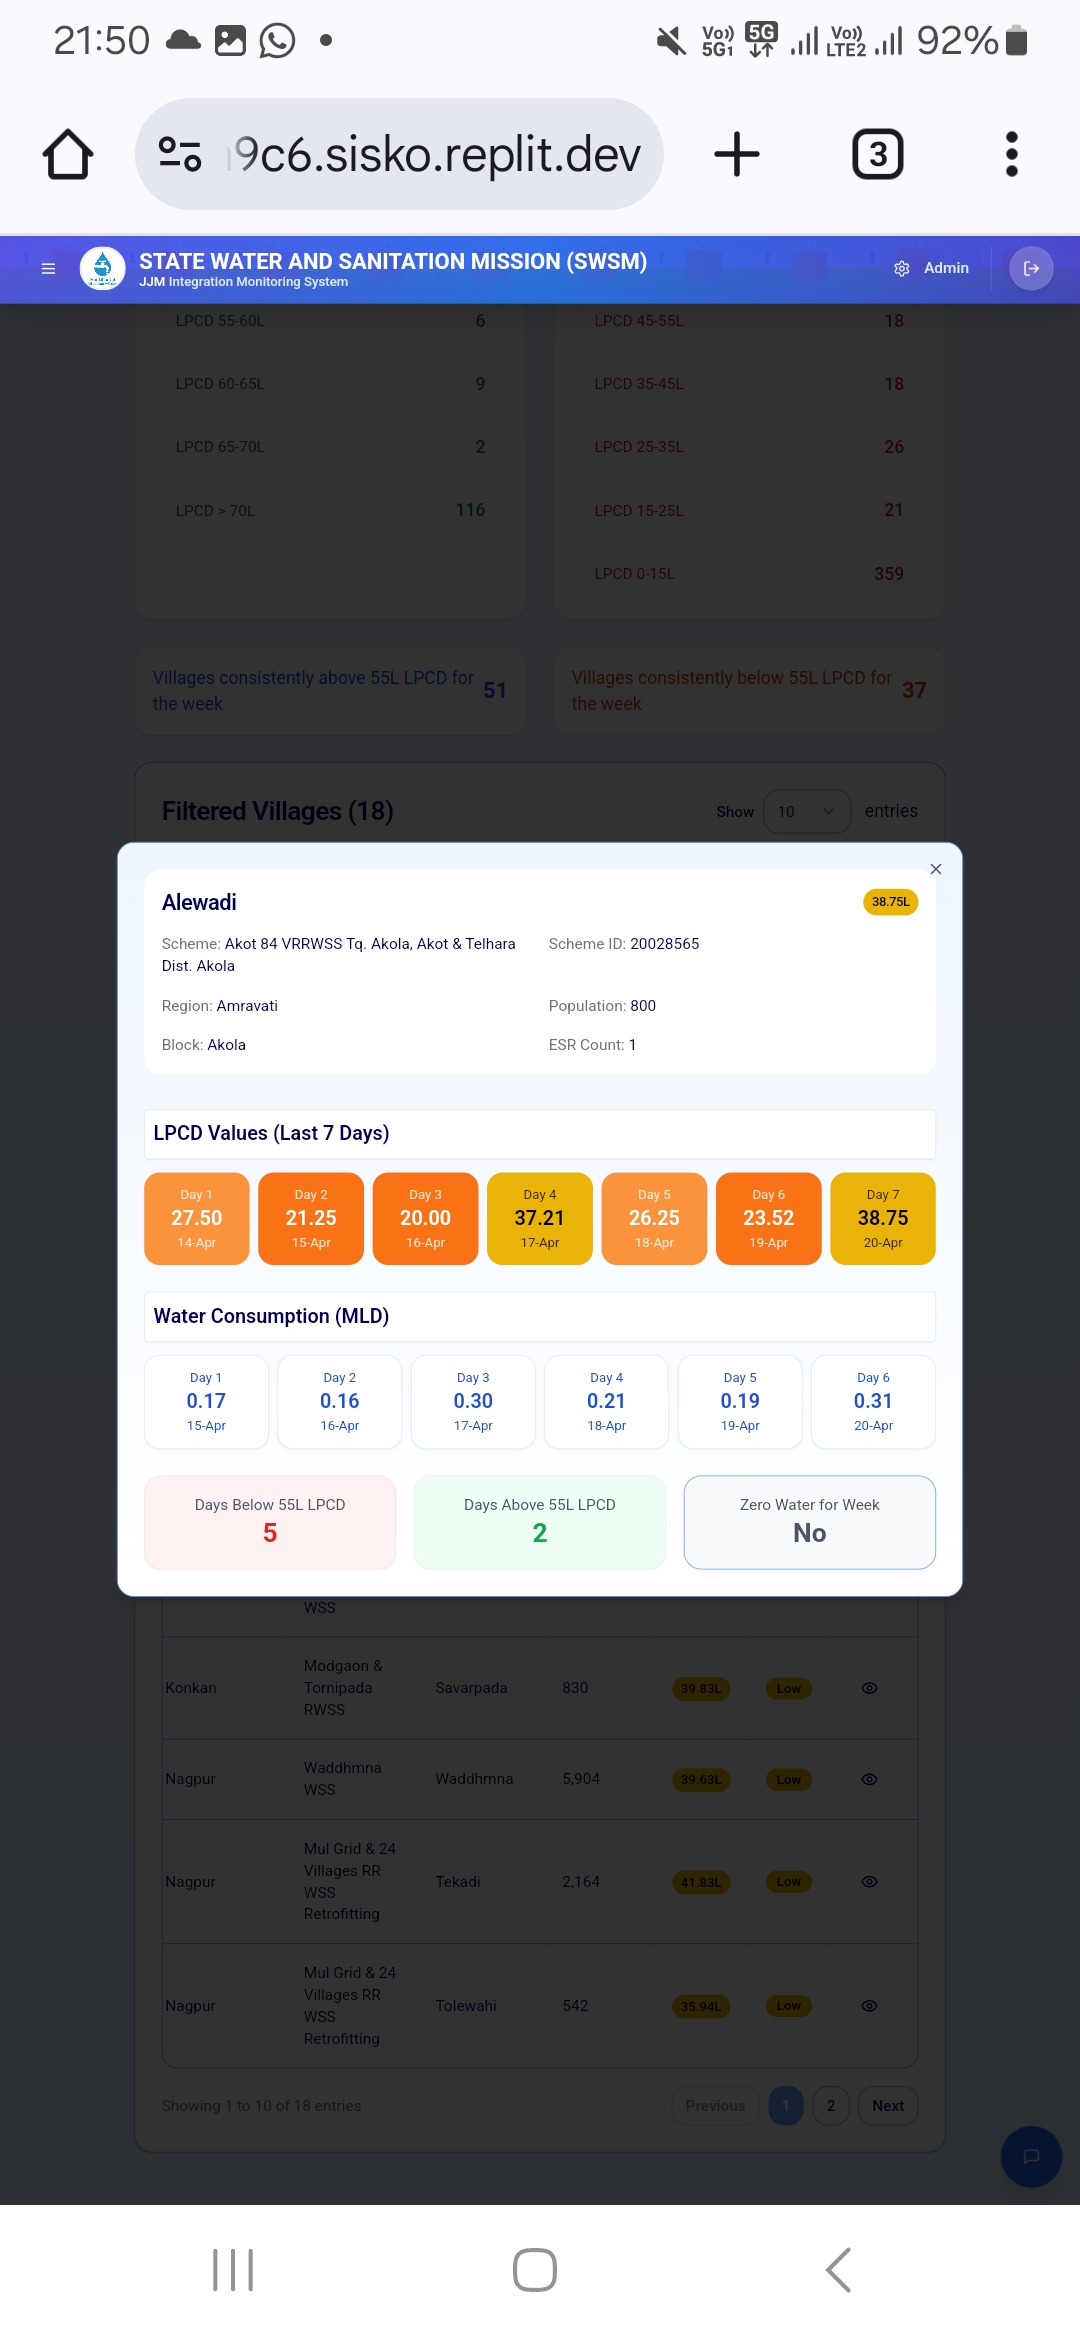 21:50
Vo)) 5G1
5G
Vo)) LTE2
92%
9c6.sisko.replit.dev
3
STATE WATER AND SANITATION MISSION (SWSM)
JJM Integration Monitoring System
Admin
LPCD 55-60L 6
LPCD 45-55L 18
LPCD 60-65L 9
LPCD 35-45L 18
LPCD 65-70L 2
LPCD 25-35L 26
LPCD > 70L 116
LPCD 15-25L 21
LPCD 0-15L 359
Villages consistently above 55L LPCD for
the week
51
Villages consistently below 55L LPCD for
the week
37
Filtered Villages (18)
Show 10 entries
Alewadi
38.75L
Scheme: Akot 84 VRRWSS Tq. Akola, Akot & Telhara
Dist. Akola
Scheme ID: 20028565
Region: Amravati
Population: 800
Block: Akola
ESR Count: 1
LPCD Values (Last 7 Days)
Day 1
27.50
14-Apr
Day 2
21.25
15-Apr
Day 3
20.00
16-Apr
Day 4
37.21
17-Apr
Day 5
26.25
18-Apr
Day 6
23.52
19-Apr
Day 7
38.75
20-Apr
Water Consumption (MLD)
Day 1
0.17
15-Apr
Day 2
0.16
16-Apr
Day 3
0.30
17-Apr
Day 4
0.21
18-Apr
Day 5
0.19
19-Apr
Day 6
0.31
20-Apr
Days Below 55L LPCD
5
Days Above 55L LPCD
2
Zero Water for Week
No
WSS
Konkan
Modgaon &
Tornipada
RWSS
Savarpada
830
39.83L
Low
Nagpur
Waddhmna
WSS
Waddhmna
5,904
39.63L
Low
Nagpur
Mul Grid & 24
Villages RR
WSS
Retrofitting
Tekadi
2,164
41.83L
Low
Nagpur
Mul Grid & 24
Villages RR
WSS
Retrofitting
Tolewahi
542
35.94L
Low
Showing 1 to 10 of 18 entries
Previous 1 2 Next